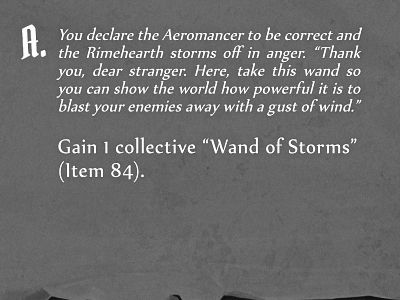 A. You declare the Aeromancer to be correct and
the Rimehearth storms off in anger. “Thank
you, dear stranger. Here, take this wand so
you can show the world how powerful it is to
blast your enemies away with a gust of wind.”
Gain 1 collective “Wand of Storms”
(Item 84).